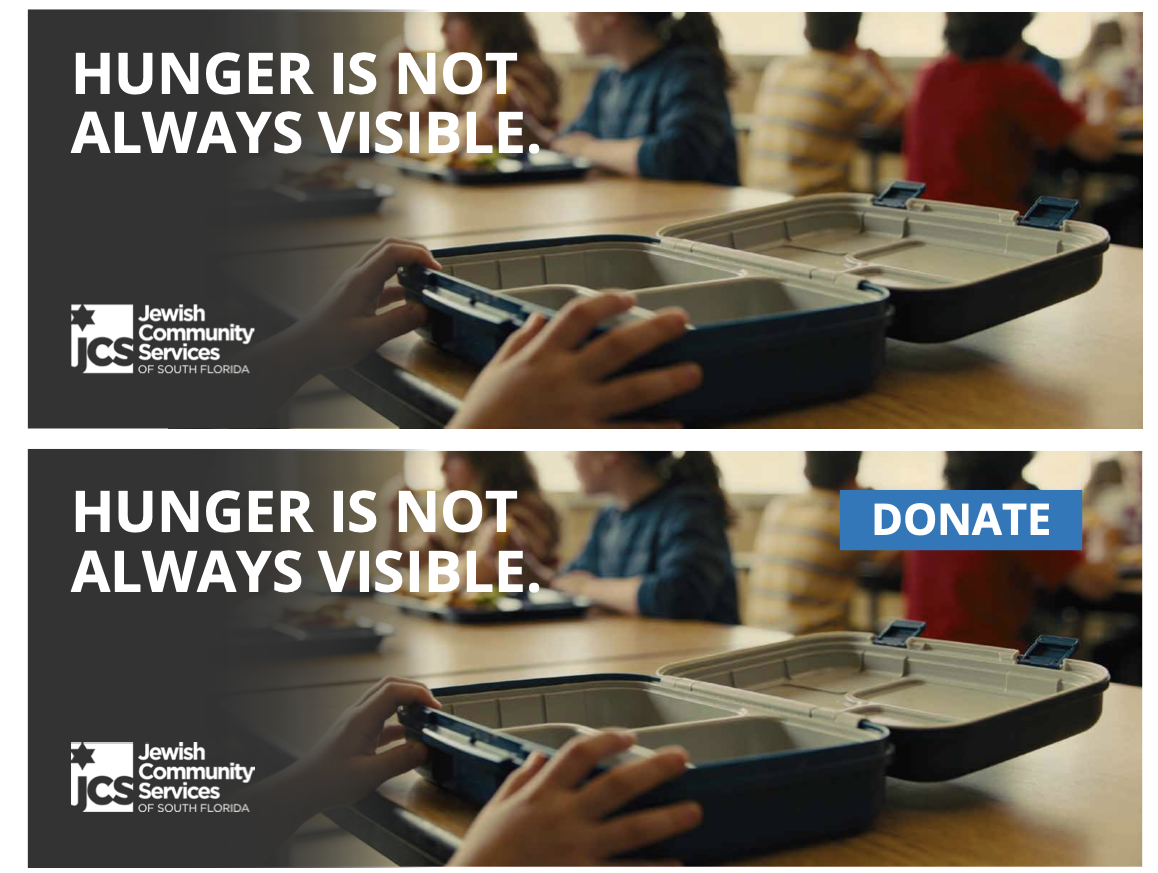 HUNGER IS NOT
ALWAYS VISIBLE.
jcs
Jewish
Community
Services
OF SOUTH FLORIDA
HUNGER IS NOT
ALWAYS VISIBLE.
DONATE
jcs
Jewish
Community
Services
OF SOUTH FLORIDA